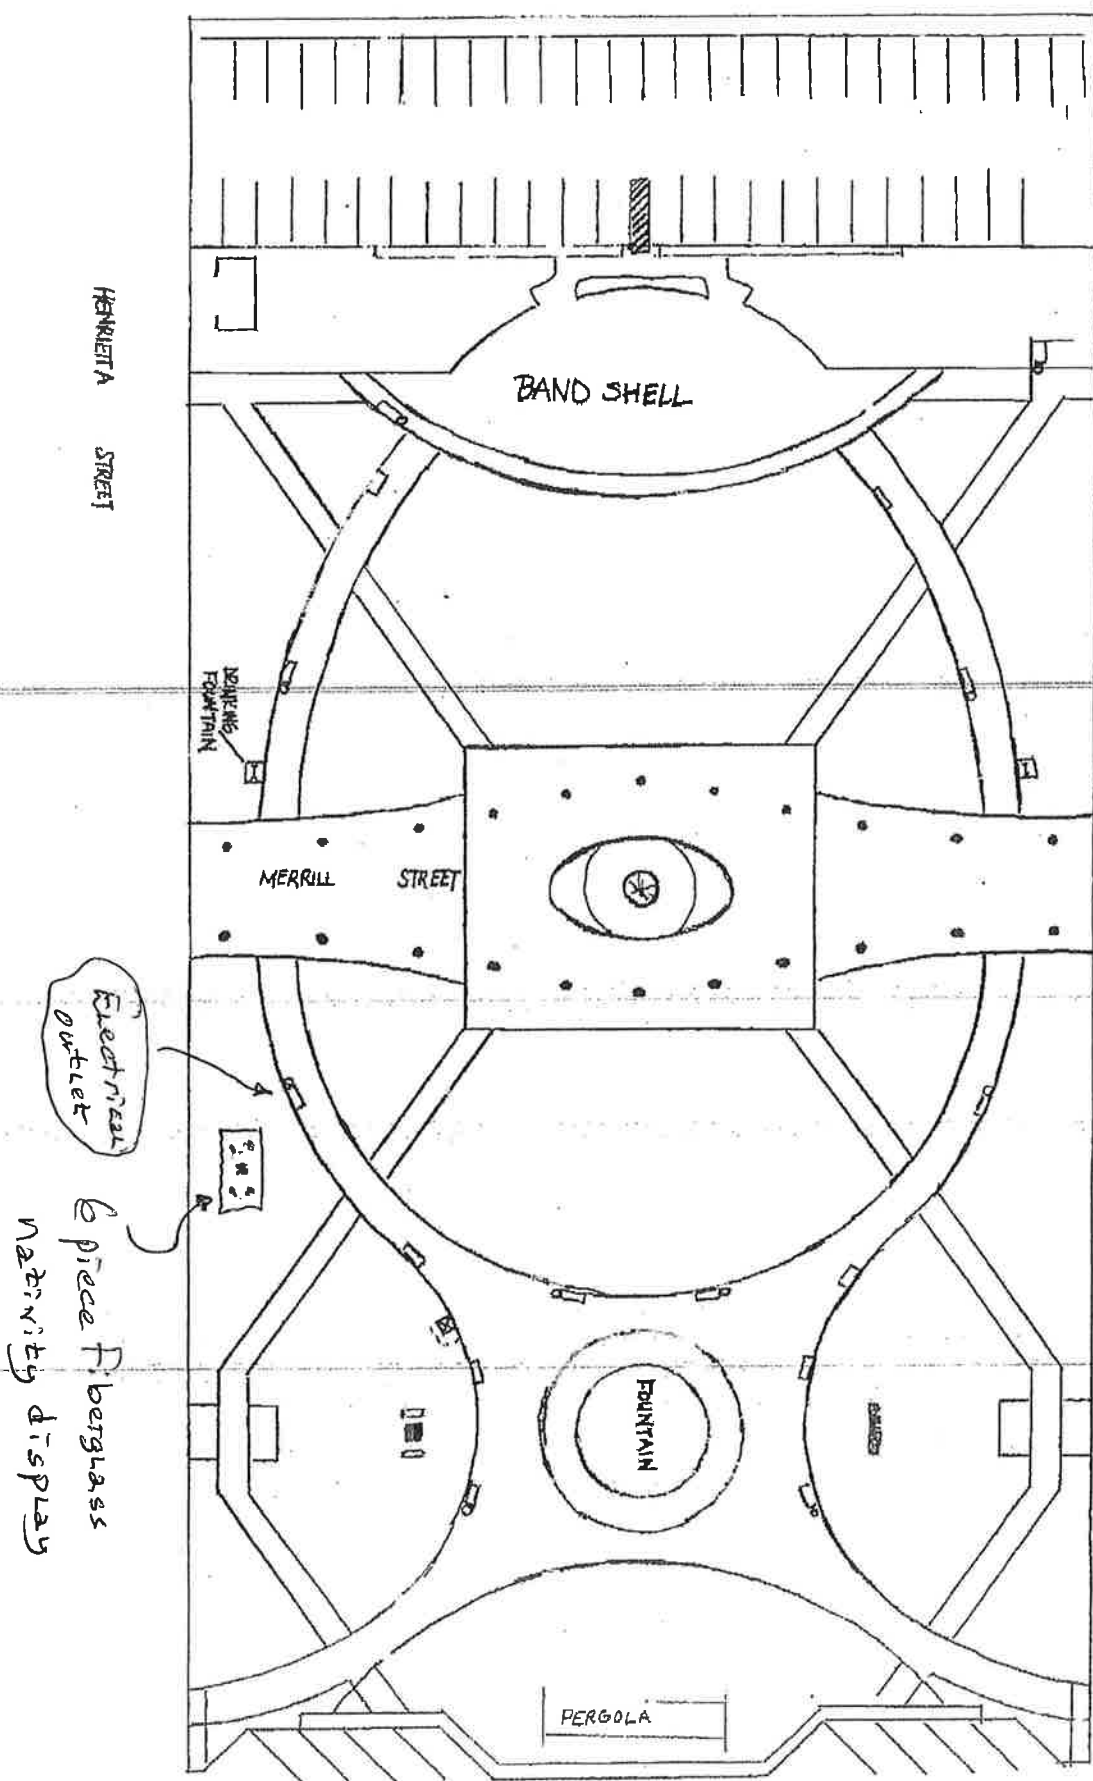 HENRIETTA STREET
BAND SHELL
DRINKING
FOUNTAIN
MERRILL STREET
Electrical
outlet
6 piece fiberglass
nativity display
FOUNTAIN
PERGOLA